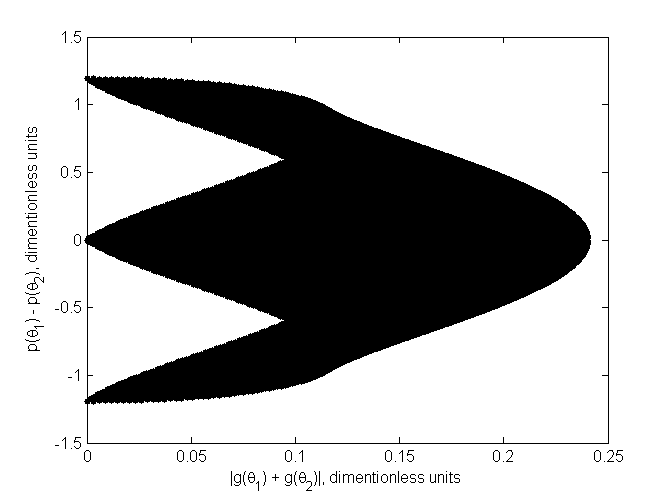 1.5
1
0.5
0
-0.5
-1
-1.5
p(θ1) - p(θ2), dimentionless units
0 0.05 0.1 0.15 0.2 0.25
|g(θ1) + g(θ2)|, dimentionless units